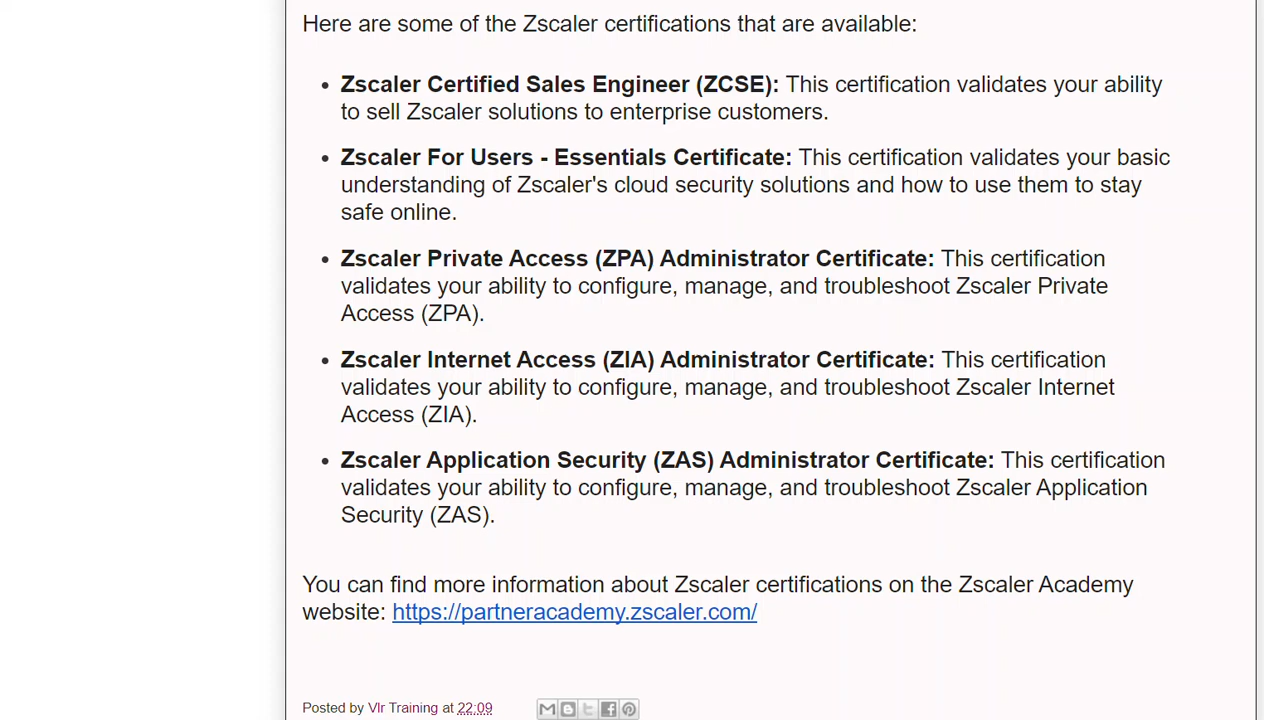 Here are some of the Zscaler certifications that are available:
• Zscaler Certified Sales Engineer (ZCSE): This certification validates your ability
to sell Zscaler solutions to enterprise customers.
• Zscaler For Users - Essentials Certificate: This certification validates your basic
understanding of Zscaler's cloud security solutions and how to use them to stay
safe online.
• Zscaler Private Access (ZPA) Administrator Certificate: This certification
validates your ability to configure, manage, and troubleshoot Zscaler Private
Access (ZPA).
• Zscaler Internet Access (ZIA) Administrator Certificate: This certification
validates your ability to configure, manage, and troubleshoot Zscaler Internet
Access (ZIA).
• Zscaler Application Security (ZAS) Administrator Certificate: This certification
validates your ability to configure, manage, and troubleshoot Zscaler Application
Security (ZAS).
You can find more information about Zscaler certifications on the Zscaler Academy
website: https://partneracademy.zscaler.com/
Posted by Vlr Training at 22:09